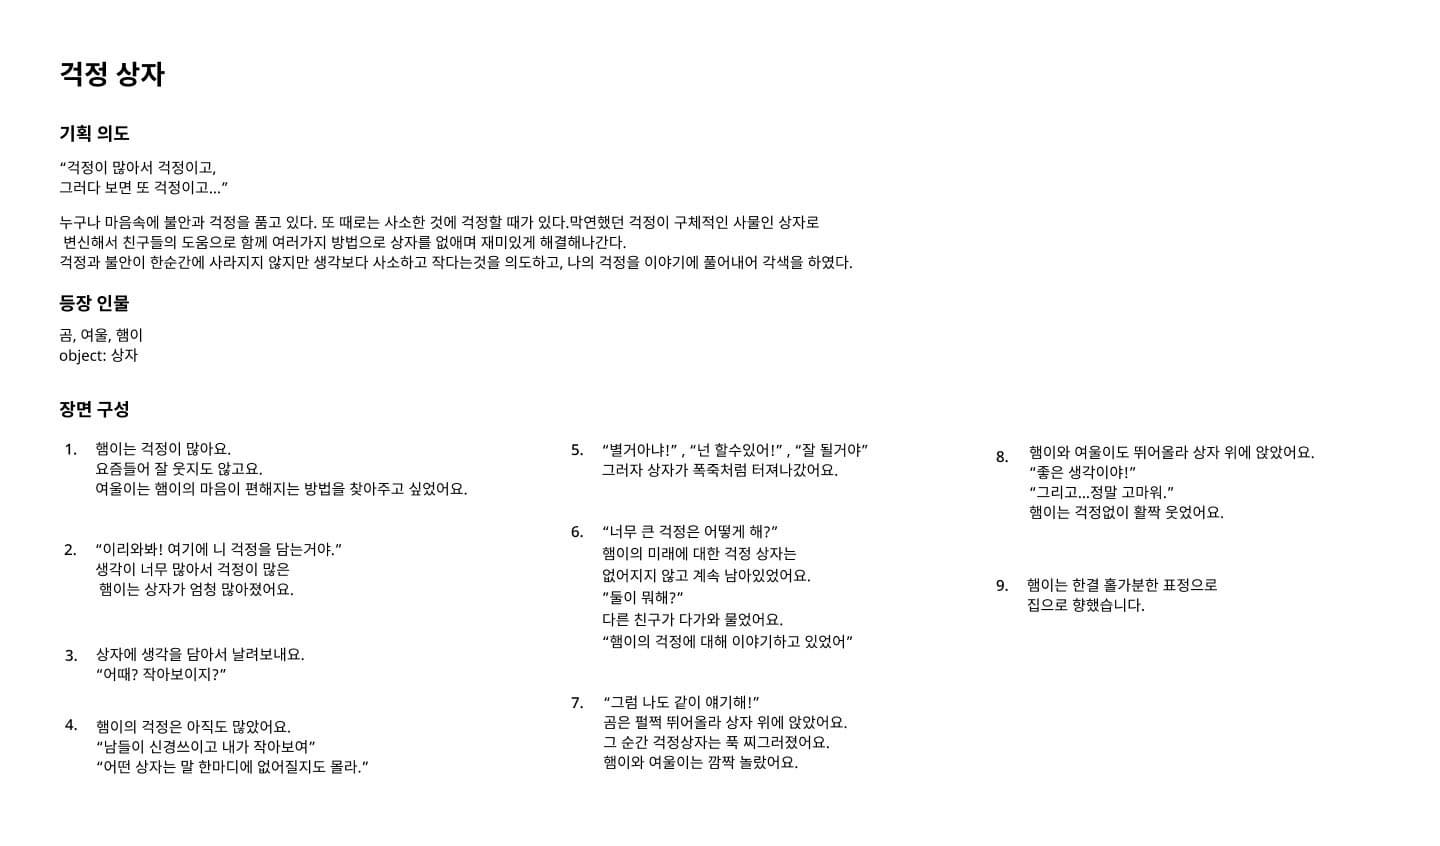 걱정 상자
기획 의도
“걱정이 많아서 걱정이고,
그러다 보면 또 걱정이고...”
누구나 마음속에 불안과 걱정을 품고 있다. 또 때로는 사소한 것에 걱정할 때가 있다.막연했던 걱정이 구체적인 사물인 상자로
변신해서 친구들의 도움으로 함께 여러가지 방법으로 상자를 없애며 재미있게 해결해나간다.
걱정과 불안이 한순간에 사라지지 않지만 생각보다 사소하고 작다는것을 의도하고, 나의 걱정을 이야기에 풀어내어 각색을 하였다.
등장 인물
곰, 여울, 햄이
object: 상자
장면 구성
1. 햄이는 걱정이 많아요.
요즘들어 잘 웃지도 않고요.
여울이는 햄이의 마음이 편해지는 방법을 찾아주고 싶었어요.
2. “이리와봐! 여기에 니 걱정을 담는거야.”
생각이 너무 많아서 걱정이 많은
햄이는 상자가 엄청 많아졌어요.
3. 상자에 생각을 담아서 날려보내요.
“어때? 작아보이지?”
4. 햄이의 걱정은 아직도 많았어요.
“남들이 신경쓰이고 내가 작아보여”
“어떤 상자는 말 한마디에 없어질지도 몰라.”
5. “별거아냐!” , “넌 할수있어!” , “잘 될거야”
그러자 상자가 폭죽처럼 터져나갔어요.
6. “너무 큰 걱정은 어떻게 해?”
햄이의 미래에 대한 걱정 상자는
없어지지 않고 계속 남아있었어요.
”둘이 뭐해?”
다른 친구가 다가와 물었어요.
“햄이의 걱정에 대해 이야기하고 있었어”
7. “그럼 나도 같이 얘기해!”
곰은 펄쩍 뛰어올라 상자 위에 앉았어요.
그 순간 걱정상자는 푹 찌그러졌어요.
햄이와 여울이는 깜짝 놀랐어요.
8. 햄이와 여울이도 뛰어올라 상자 위에 앉았어요.
“좋은 생각이야!”
“그리고...정말 고마워.”
햄이는 걱정없이 활짝 웃었어요.
9. 햄이는 한결 홀가분한 표정으로
집으로 향했습니다.